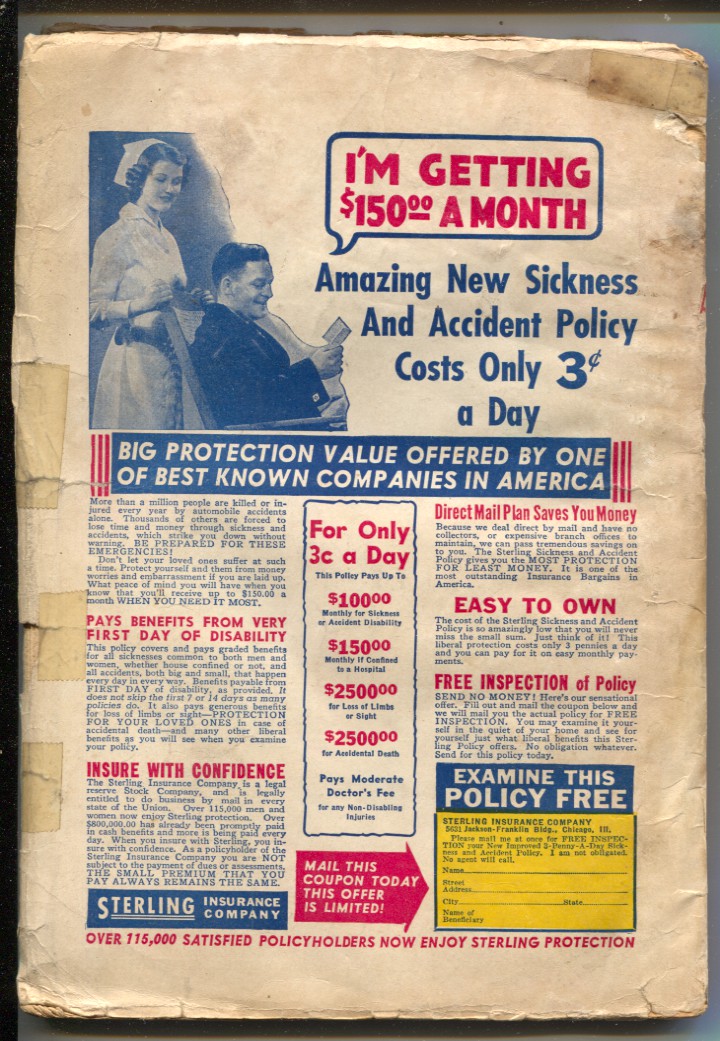 I'M GETTING
$150⁰⁰ A MONTH
Amazing New Sickness
And Accident Policy
Costs Only 3¢
a Day
BIG PROTECTION VALUE OFFERED BY ONE
OF BEST KNOWN COMPANIES IN AMERICA
More than a million people are killed or in-
jured every year by automobile accidents
alone. Thousands of others are forced to
lose time and money through sickness and
accidents, which strike you down without
warning. BE PREPARED FOR THESE
EMERGENCIES!
Don't let your loved ones suffer at such
a time. Protect yourself and them from money
worries and embarrassment if you are laid up.
What peace of mind you will have when you
know that you'll receive up to $150.00 a
month WHEN YOU NEED IT MOST.
PAYS BENEFITS FROM VERY
FIRST DAY OF DISABILITY
This policy covers and pays graded benefits
for all sicknesses common to both men and
women, whether house confined or not, and
all accidents, both big and small, that happen
every day in every way. Benefits payable from
FIRST DAY of disability, as provided. It
does not skip the first 7 or 14 days as many
policies do. It also pays generous benefits
for loss of limbs or sight—PROTECTION
FOR YOUR LOVED ONES in case of
accidental death—and many other liberal
benefits as you will see when you examine
your policy.
INSURE WITH CONFIDENCE
The Sterling Insurance Company is a legal
reserve Stock Company, and is legally
entitled to do business by mail in every
state of the Union. Over 115,000 men and
women now enjoy Sterling protection. Over
$800,000.00 has already been promptly paid
in cash benefits and more is being paid every
day. When you insure with Sterling, you in-
sure with confidence. As a policyholder of the
Sterling Insurance Company you are NOT
subject to the payment of dues or assessments.
THE SMALL PREMIUM THAT YOU
PAY ALWAYS REMAINS THE SAME.
STERLING INSURANCE
COMPANY
For Only
3c a Day
This Policy Pays Up To
$100⁰⁰
Monthly for Sickness
or Accident Disability
$150⁰⁰
Monthly If Confined
to a Hospital
$2500⁰⁰
for Loss of Limbs
or Sight
$2500⁰⁰
for Accidental Death
Pays Moderate
Doctor's Fee
for any Non-Disabling
Injuries
MAIL THIS
COUPON TODAY
THIS OFFER
IS LIMITED!
Direct Mail Plan Saves You Money
Because we deal direct by mail and have no
collectors, or expensive branch offices to
maintain, we can pass tremendous savings on
to you. The Sterling Sickness and Accident
Policy gives you the MOST PROTECTION
FOR LEAST MONEY. It is one of the
most outstanding Insurance Bargains in
America.
EASY TO OWN
The cost of the Sterling Sickness and Accident
Policy is so amazingly low that you will never
miss the small sum. Just think of it! This
liberal protection costs only 3 pennies a day
and you can pay for it on easy monthly pay-
ments.
FREE INSPECTION of Policy
SEND NO MONEY! Here's our sensational
offer. Fill out and mail the coupon below and
we will mail you the actual policy for FREE
INSPECTION. You may examine it your-
self in the quiet of your home and see for
yourself just what liberal benefits this Ster-
ling Policy offers. No obligation whatever.
Send for this policy today.
EXAMINE THIS
POLICY FREE
STERLING INSURANCE COMPANY
5631 Jackson-Franklin Bldg., Chicago, Ill.
Please mail me at once for FREE INSPEC-
TION your New Improved 3-Penny-A-Day Sick-
ness and Accident Policy. I am not obligated.
No agent will call.
Name
Street
Address
City State
Name of
Beneficiary
OVER 115,000 SATISFIED POLICYHOLDERS NOW ENJOY STERLING PROTECTION